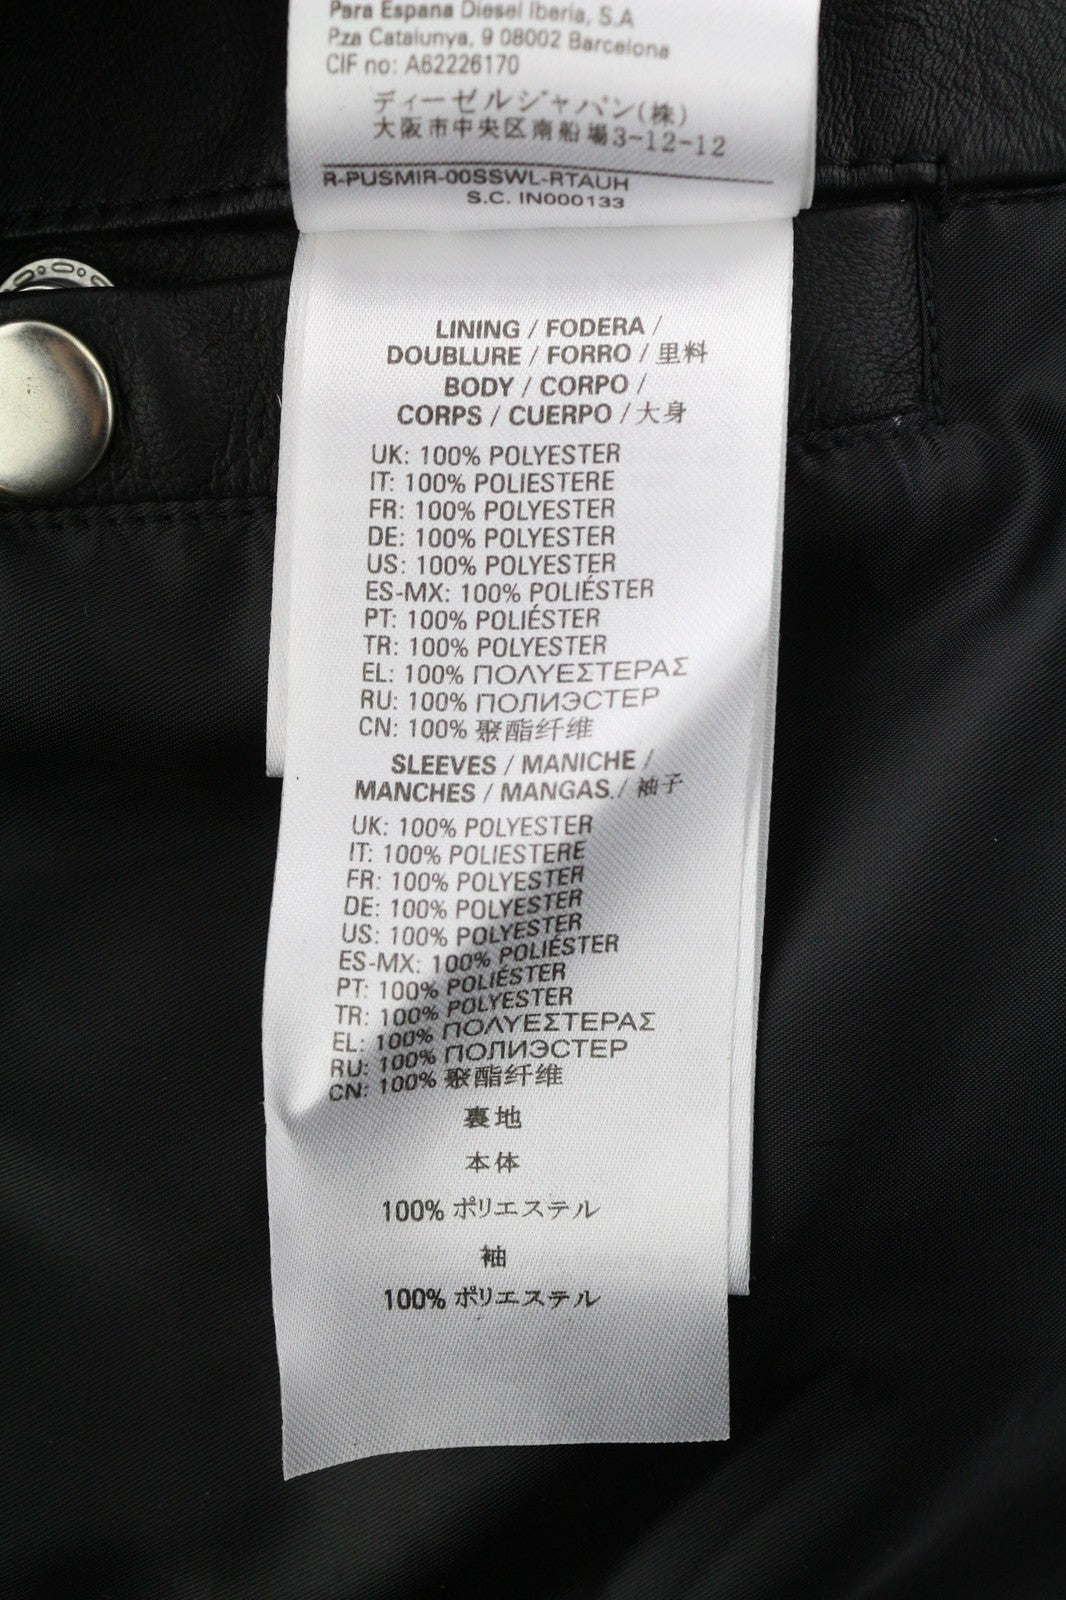 Para Espana Diesel Iberia, S.A
P.za Catalunya, 9 08002 Barcelona
CIF no: A62226170
ディーゼルジャパン(株)
大阪市中央区南船場3-12-12
R-PUSMIR-00SSWL-RTAUH
S.C. IN000133
LINING / FODERA /
DOUBLURE / FORRO / 里料
BODY / CORPO /
CORPS / CUERPO / 大身
UK: 100% POLYESTER
IT: 100% POLIESTERE
FR: 100% POLYESTER
DE: 100% POLYESTER
US: 100% POLYESTER
ES-MX: 100% POLIÉSTER
PT: 100% POLIÉSTER
TR: 100% POLYESTER
EL: 100% ΠΟΛΥΕΣΤΕΡΑΣ
RU: 100% ПОЛИЭСТЕР
CN: 100% 聚酯纤维
SLEEVES / MANICHE /
MANCHES / MANGAS / 袖子
UK: 100% POLYESTER
IT: 100% POLIESTERE
FR: 100% POLYESTER
DE: 100% POLYESTER
US: 100% POLYESTER
ES-MX: 100% POLIÉSTER
PT: 100% POLIÉSTER
TR: 100% POLYESTER
EL: 100% ΠΟΛΥΕΣΤΕΡΑΣ
RU: 100% ПОЛИЭСТЕР
CN: 100% 聚酯纤维
裏地
本体
100% ポリエステル
袖
100% ポリエステル